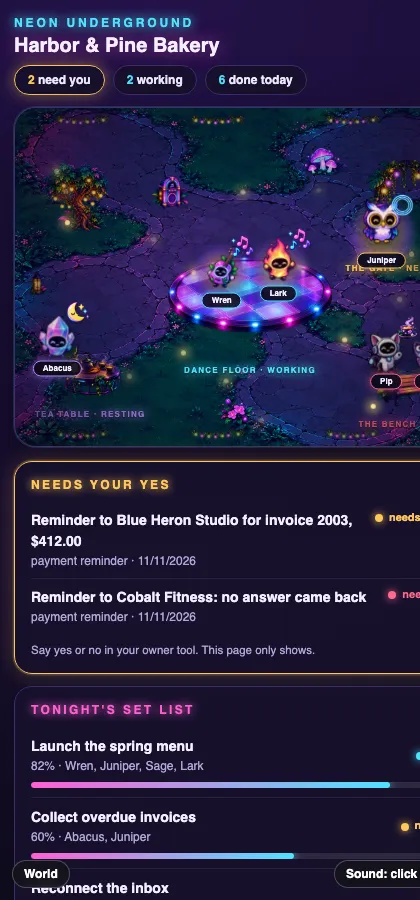 NEON UNDERGROUND
Harbor & Pine Bakery
2 need you
2 working
6 done today
Juniper
THE GATE · NE
Wren
Lark
Abacus
DANCE FLOOR · WORKING
Pip
TEA TABLE · RESTING
THE BENCH
NEEDS YOUR YES
Reminder to Blue Heron Studio for invoice 2003,
$412.00
needs
payment reminder · 11/11/2026
Reminder to Cobalt Fitness: no answer came back
nee
payment reminder · 11/11/2026
Say yes or no in your owner tool. This page only shows.
TONIGHT'S SET LIST
Launch the spring menu
82% · Wren, Juniper, Sage, Lark
Collect overdue invoices
n
60% · Abacus, Juniper
World
Sound: click
Reconnect the inbox